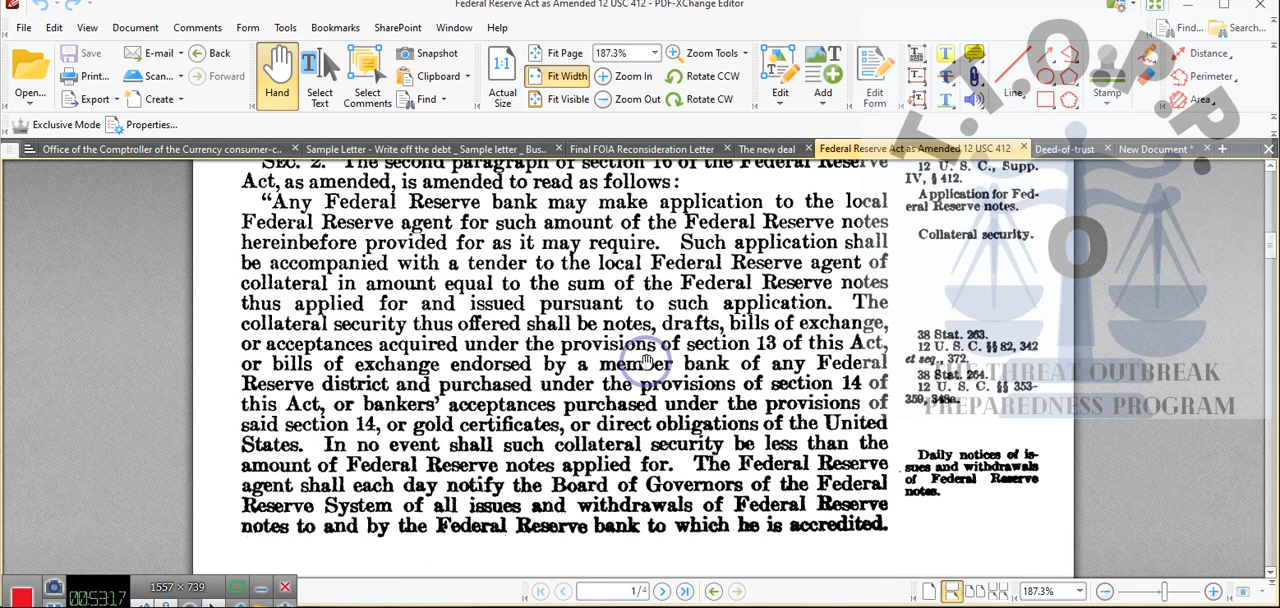 Federal Reserve Act as Amended 12 USC 412 - PDF-XChange Editor
File Edit View Document Comments Form Tools Bookmarks SharePoint Window Help
Find... Search...
Open... Save Print... Export E-mail Scan... Create Back Forward
Hand Select Text Select Comments Snapshot Clipboard Find
Actual Size Fit Page Fit Width Fit Visible 187.3% Zoom In Zoom Out Zoom Tools Rotate CCW Rotate CW
Edit Add Edit Form Line Stamp Distance Perimeter Area
Exclusive Mode Properties...
Office of the Comptroller of the Currency consumer-c... Sample Letter - Write off the debt _ Sample letter _ Bus... Final FOIA Reconsideration Letter The new deal Federal Reserve Act as Amended 12 USC 412 Deed-of-trust New Document *
T.T.O.P.P.
SEC. 2. The second paragraph of section 16 of the Federal Reserve
Act, as amended, is amended to read as follows:
"Any Federal Reserve bank may make application to the local
Federal Reserve agent for such amount of the Federal Reserve notes
hereinbefore provided for as it may require. Such application shall
be accompanied with a tender to the local Federal Reserve agent of
collateral in amount equal to the sum of the Federal Reserve notes
thus applied for and issued pursuant to such application. The
collateral security thus offered shall be notes, drafts, bills of exchange,
or acceptances acquired under the provisions of section 13 of this Act,
or bills of exchange endorsed by a member bank of any Federal
Reserve district and purchased under the provisions of section 14 of
this Act, or bankers' acceptances purchased under the provisions of
said section 14, or gold certificates, or direct obligations of the United
States. In no event shall such collateral security be less than the
amount of Federal Reserve notes applied for. The Federal Reserve
agent shall each day notify the Board of Governors of the Federal
Reserve System of all issues and withdrawals of Federal Reserve
notes to and by the Federal Reserve bank to which he is accredited.
12 U. S. C., Supp.
IV, § 412.
Application for Fed-
eral Reserve notes.
Collateral security.
38 Stat. 263.
12 U. S. C. §§ 82, 342
et seq., 372.
38 Stat. 264.
12 U. S. C. §§ 353-
359, 348a.
Daily notices of is-
sues and withdrawals
of Federal Reserve
notes.
THE THREAT OUTBREAK
PREPAREDNESS PROGRAM
1557 x 739
00:53:17
1/4
187.3%